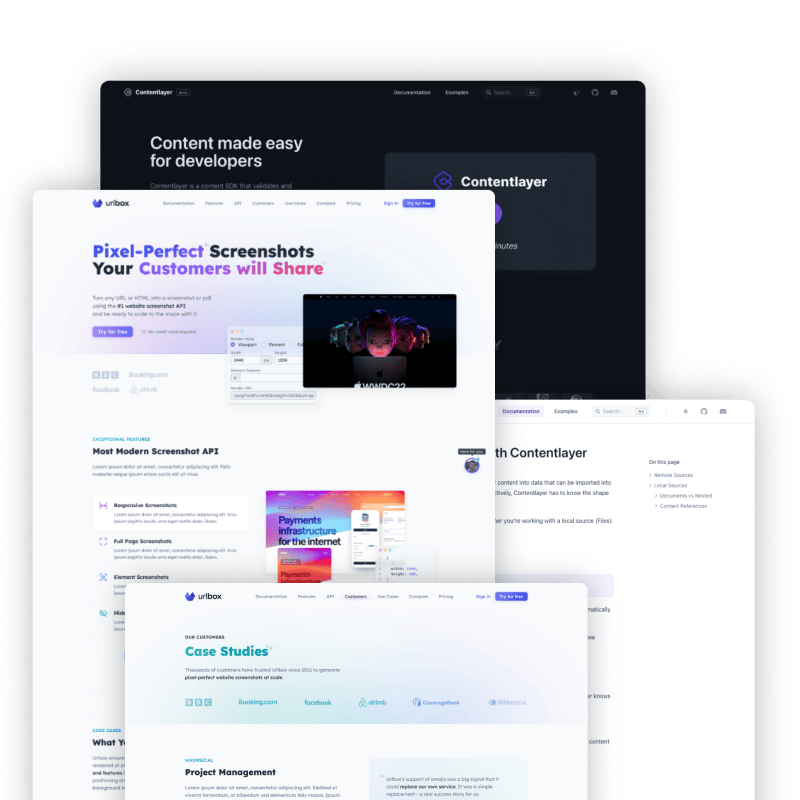 Contentlayer Beta
Documentation Examples Search...
Content made easy
for developers
Contentlayer is a content SDK that validates and
Contentlayer
inutes
urlbox
Documentation Features API Customers Use Cases Compare Pricing Sign in Try for free
Pixel-Perfect Screenshots
Your Customers will Share
Turn any URL or HTML into a screenshot or pdf
using the #1 website screenshot API
and be ready to scale to the moon with it.
Try for free No credit card required
BBC Booking.com
facebook airbnb
Render Mode
Viewport Element
Width Height
1440 px 1024
Element Selector
Render URL
WWDC22
EXCEPTIONAL FEATURES
Most Modern Screenshot API
Lorem ipsum dolor sit amet, consectetur adipiscing elit. Felis
mattis neque tristique ipsum etiam sociis elit sit risus.
Here for you
Responsive Screenshots
Lorem ipsum dolor sit amet, consectetur adipiscing elit. Arcu
ipsum sagittis iaculis urna eget mattis dolor, libero.
Full Page Screenshots
Lorem ipsum dolor sit amet, consectetur adipiscing elit. Arcu
ipsum sagittis iaculis urna eget mattis dolor, libero.
Element Screenshots
Hide
Payments
infrastructure
for the internet
Payments
CODE CASES
What Yo
Urlbox ensure
rendered at
and features
positioning an
background i
Documentation Examples Search...
th Contentlayer
content into data that can be imported into
ctively, Contentlayer has to know the shape
her you're working with a local source (Files)
On this page
Remote Sources
Local Sources
Documents vs Nested
Content References
matically
ve
er knows
content
urlbox
Documentation Features API Customers Use Cases Compare Pricing Sign in Try for free
OUR CUSTOMERS
Case Studies
Thousands of customers have trusted Urlbox since 2012 to generate
pixel-perfect website screenshots at scale.
BBC Booking.com facebook airbnb CoverageBook Whimsical
WHIMSICAL
Project Management
Lorem ipsum dolor sit amet, consectetur adipiscing elit. Eleifend at
viverra fermentum, at bibendum sed elementum felis mauris.
Urlbox's support of emojis was a big signal that it
could replace our own service. It was a simple
replacement - a real success story for us.